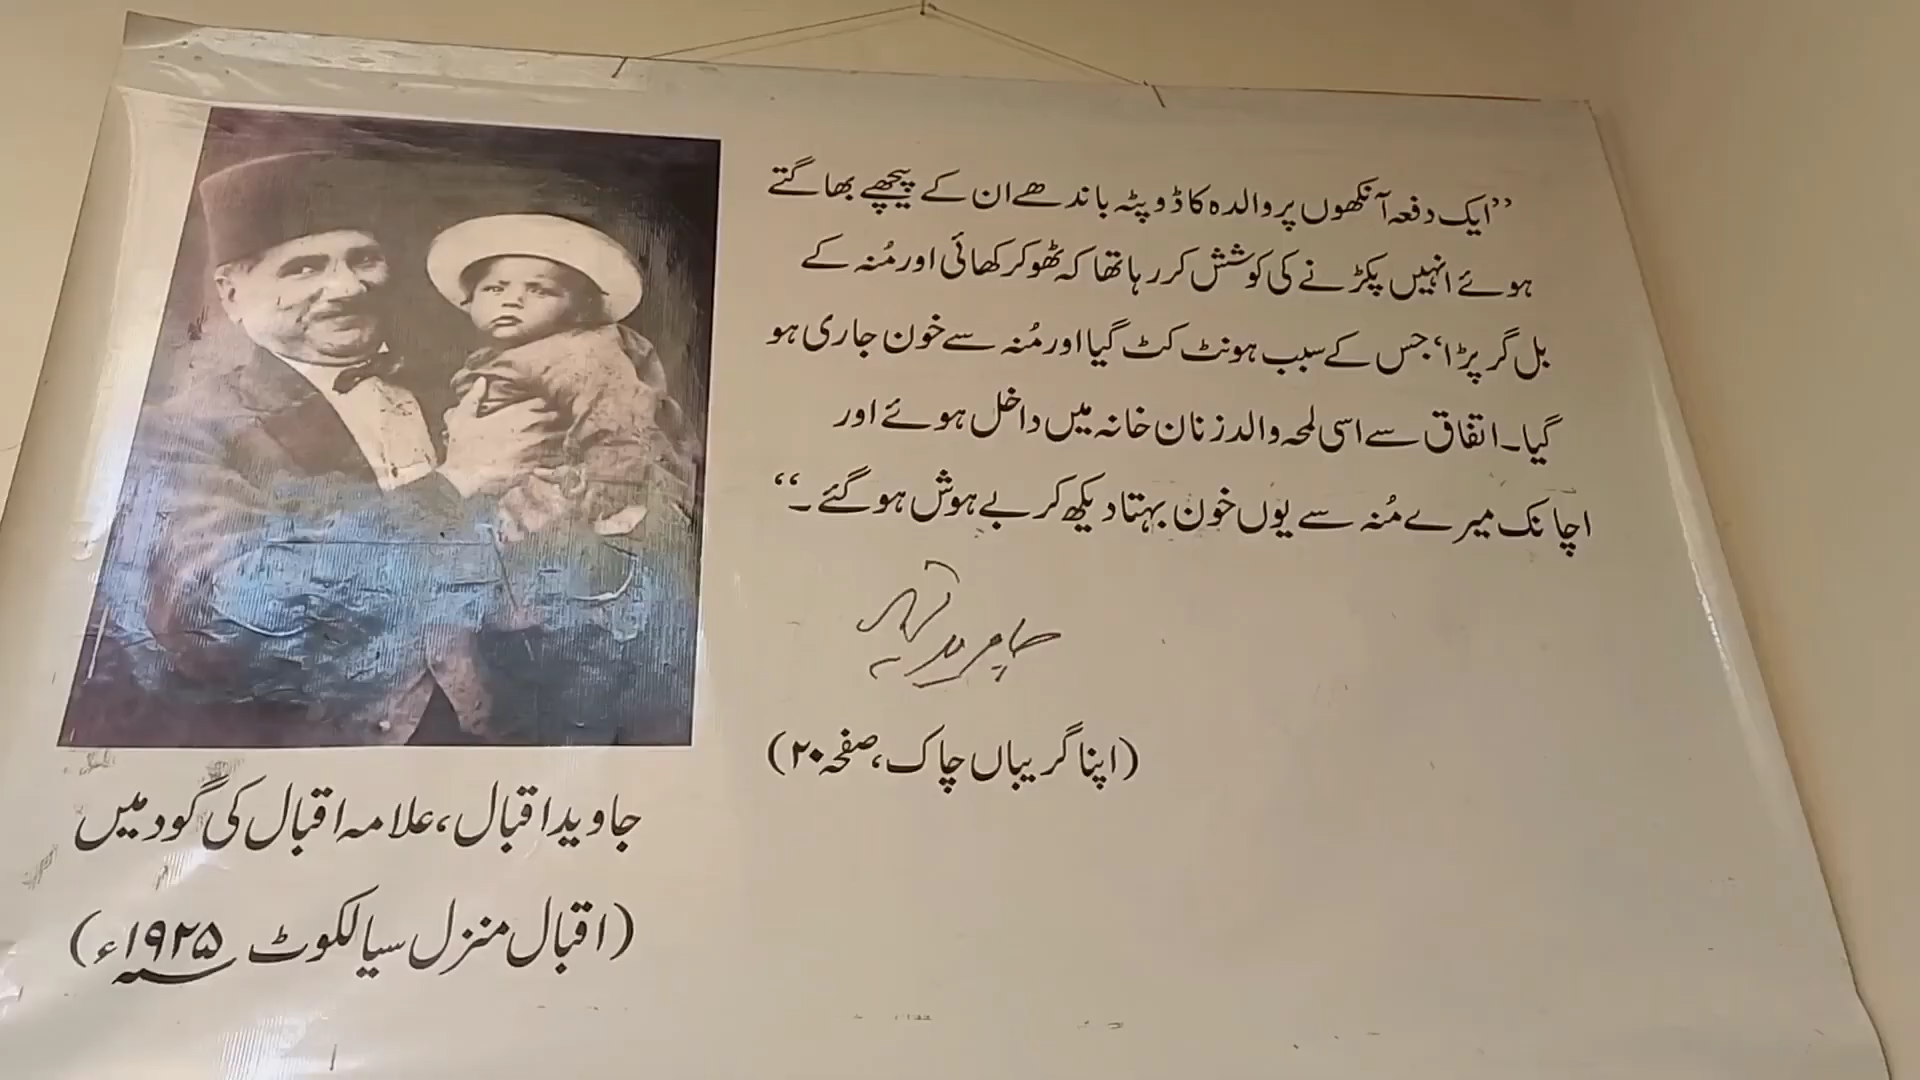 ”ایک دفعہ آنکھوں پر والدہ کا ڈوپٹہ باندھے ان کے پیچھے بھاگتے
ہوئے انہیں پکڑنے کی کوشش کر رہا تھا کہ ٹھوکر کھائی اور مُنہ کے
بل گر پڑا، جس کے سبب ہونٹ کٹ گیا اور مُنہ سے خون جاری ہو
گیا۔ اتفاق سے اسی لمحہ والد زنان خانہ میں داخل ہوئے اور
اچانک میرے مُنہ سے یوں خون بہتا دیکھ کر بے ہوش ہو گئے۔“
(اپنا گریباں چاک، صفحہ ۲۰)
جاوید اقبال، علامہ اقبال کی گود میں
(اقبال منزل سیالکوٹ ۱۹۲۵ء)